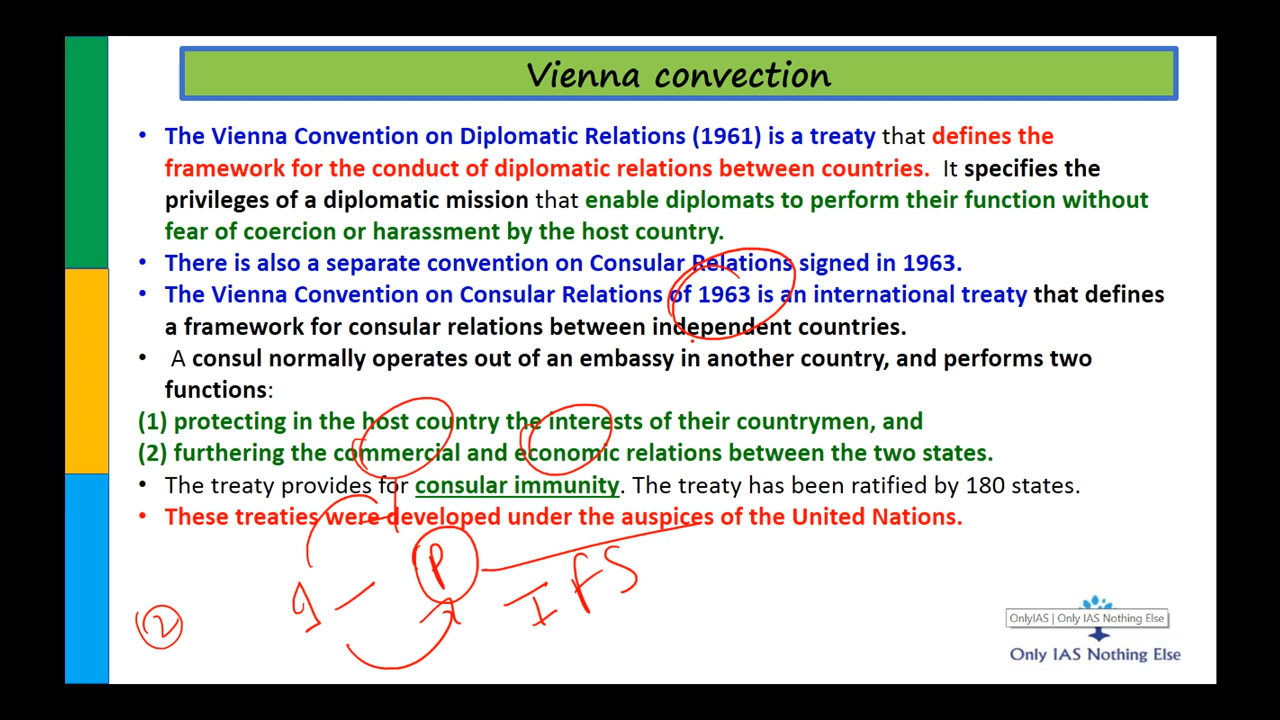 Vienna convection
• The Vienna Convention on Diplomatic Relations (1961) is a treaty that defines the
framework for the conduct of diplomatic relations between countries. It specifies the
privileges of a diplomatic mission that enable diplomats to perform their function without
fear of coercion or harassment by the host country.
• There is also a separate convention on Consular Relations signed in 1963.
• The Vienna Convention on Consular Relations of 1963 is an international treaty that defines
a framework for consular relations between independent countries.
• A consul normally operates out of an embassy in another country, and performs two
functions:
(1) protecting in the host country the interests of their countrymen, and
(2) furthering the commercial and economic relations between the two states.
• The treaty provides for consular immunity. The treaty has been ratified by 180 states.
• These treaties were developed under the auspices of the United Nations.
P
IFS
2
OnlyIAS | Only IAS Nothing Else
Only IAS Nothing Else